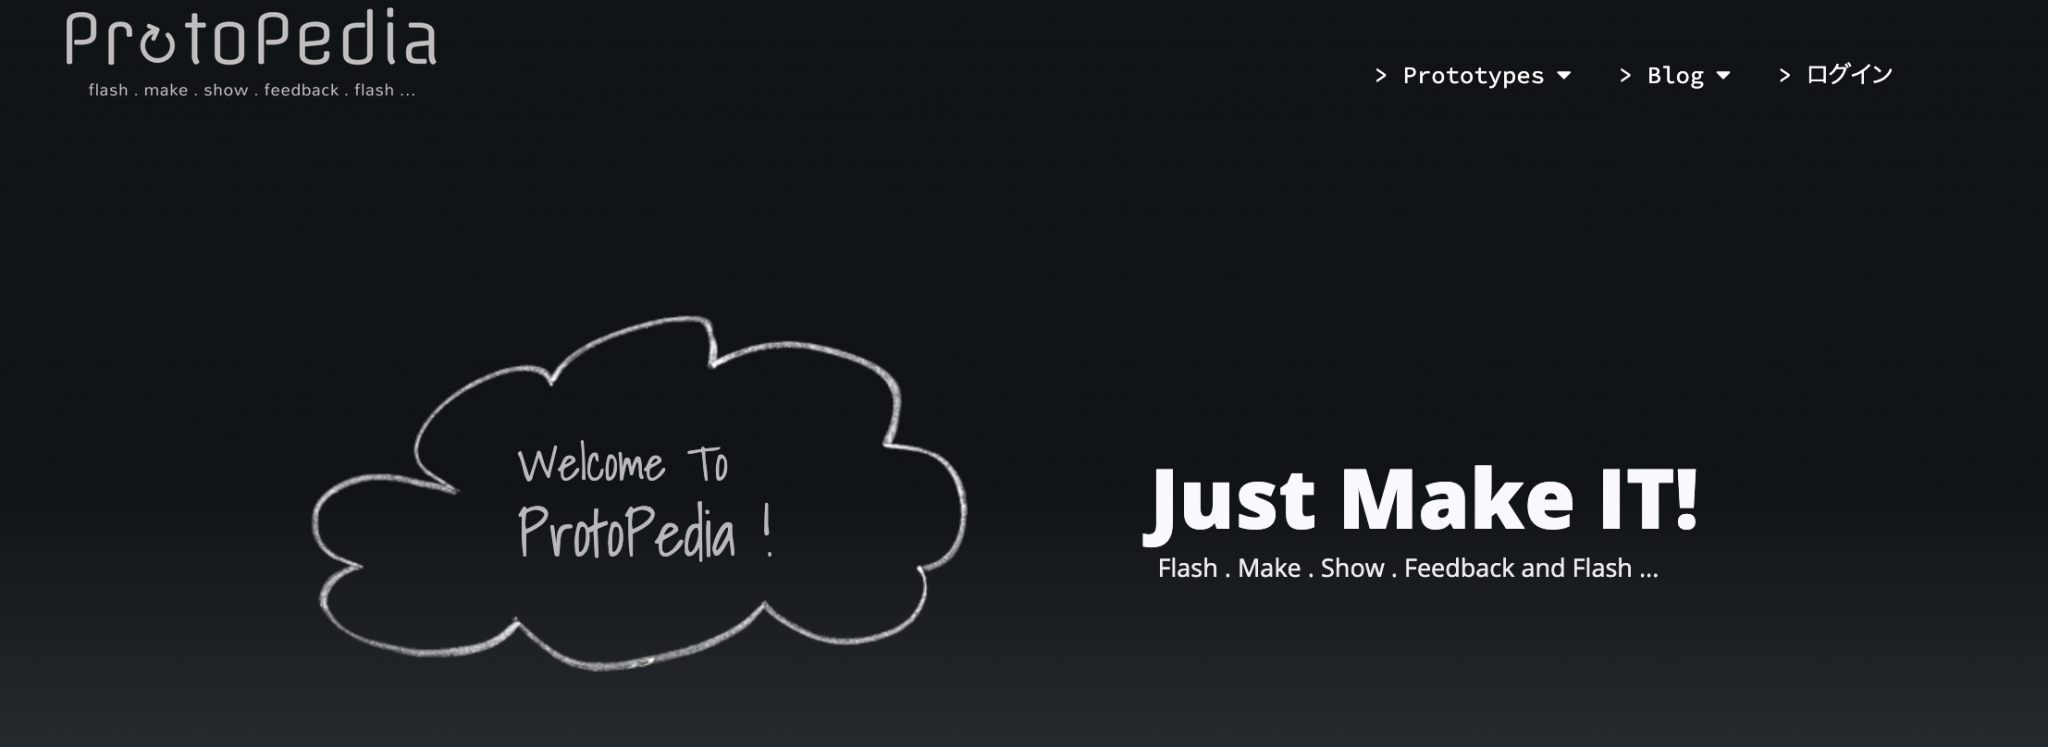 ProtoPedia
flash . make . show . feedback . flash ...
> Prototypes
> Blog
> ログイン
Welcome To
ProtoPedia !
Just Make IT!
Flash . Make . Show . Feedback and Flash ...